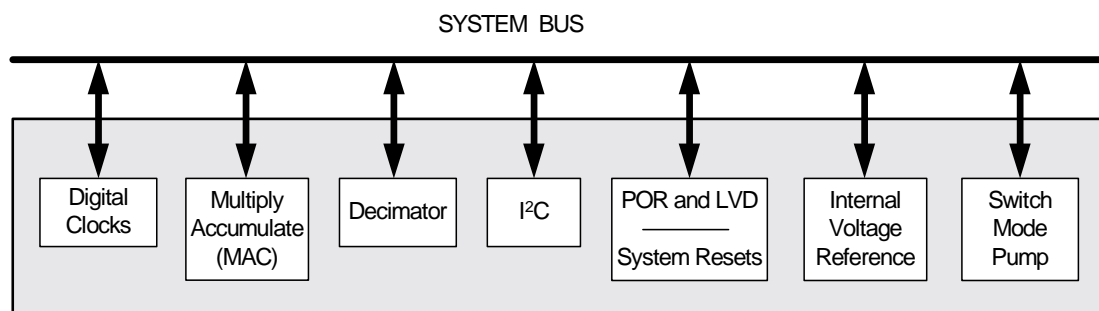 SYSTEM BUS
Digital
Clocks
Multiply
Accumulate
(MAC)
Decimator
I²C
POR and LVD
System Resets
Internal
Voltage
Reference
Switch
Mode
Pump